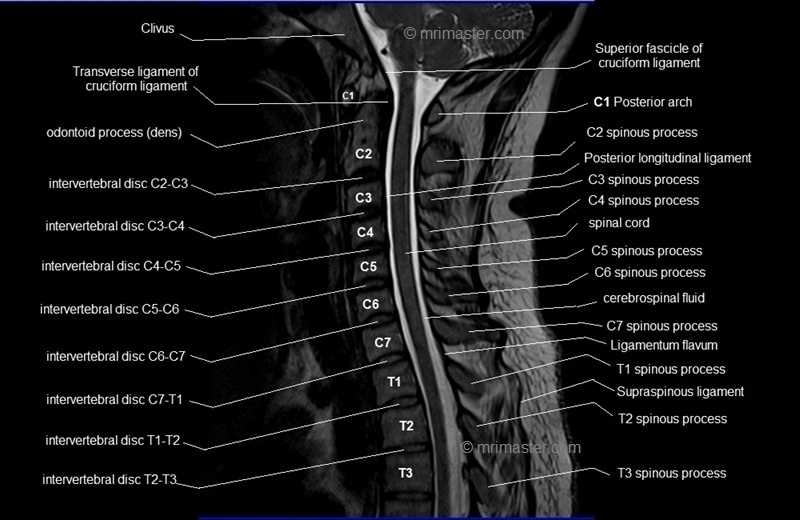 © mrimaster.com
Clivus
Transverse ligament of
cruciform ligament
odontoid process (dens)
intervertebral disc C2-C3
intervertebral disc C3-C4
intervertebral disc C4-C5
intervertebral disc C5-C6
intervertebral disc C6-C7
intervertebral disc C7-T1
intervertebral disc T1-T2
intervertebral disc T2-T3
C1
C2
C3
C4
C5
C6
C7
T1
T2
T3
Superior fascicle of
cruciform ligament
C1 Posterior arch
C2 spinous process
Posterior longitudinal ligament
C3 spinous process
C4 spinous process
spinal cord
C5 spinous process
C6 spinous process
cerebrospinal fluid
C7 spinous process
Ligamentum flavum
T1 spinous process
Supraspinous ligament
T2 spinous process
© mrimaster.com
T3 spinous process